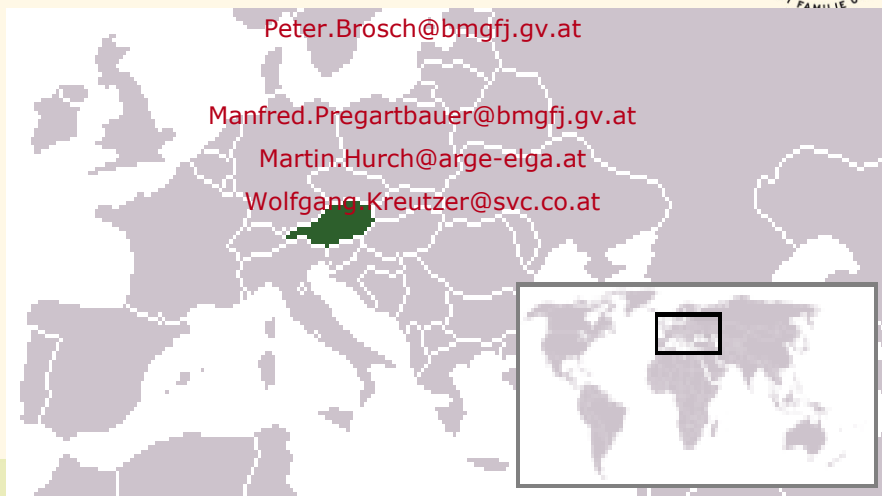 FAMILIE
Peter.Brosch@bmgfj.gv.at
Manfred.Pregartbauer@bmgfj.gv.at
Martin.Hurch@arge-elga.at
Wolfgang.Kreutzer@svc.co.at